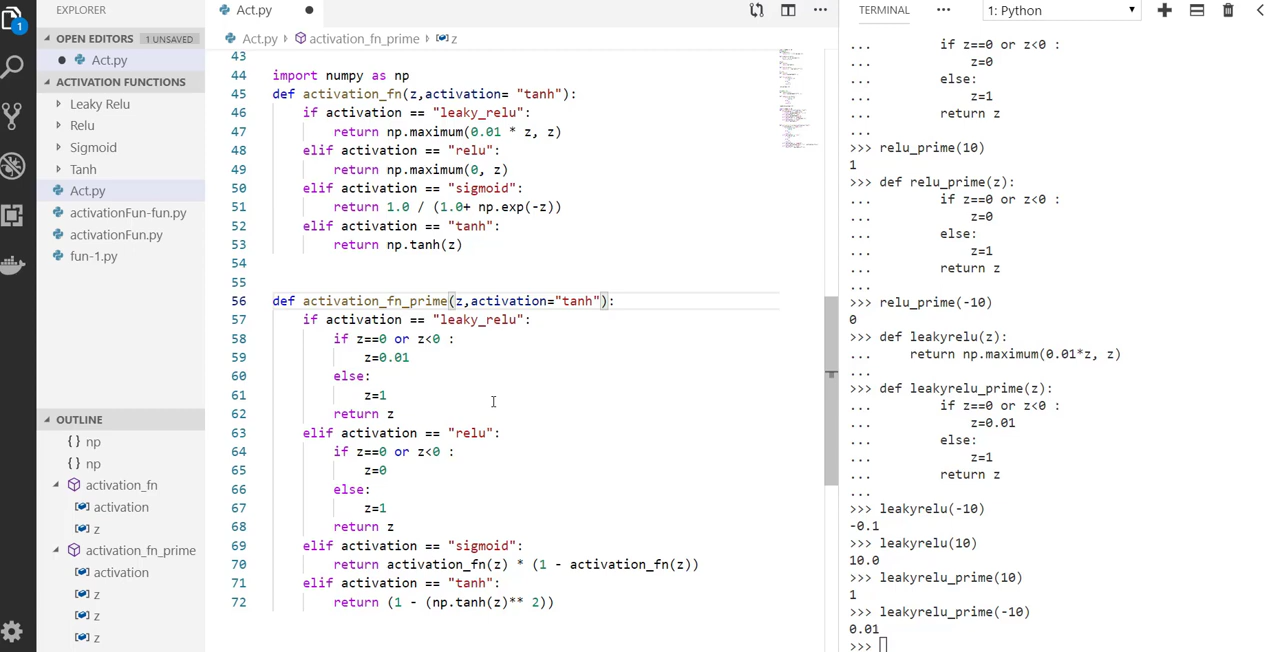 EXPLORER
OPEN EDITORS 1 UNSAVED
Act.py
ACTIVATION FUNCTIONS
Leaky Relu
Relu
Sigmoid
Tanh
Act.py
activationFun-fun.py
activationFun.py
fun-1.py
OUTLINE
{ } np
{ } np
activation_fn
activation
z
activation_fn_prime
activation
z
z
z
1
Act.py
Act.py activation_fn_prime z
43
44 import numpy as np
45 def activation_fn(z,activation= "tanh"):
46 if activation == "leaky_relu":
47 return np.maximum(0.01 * z, z)
48 elif activation == "relu":
49 return np.maximum(0, z)
50 elif activation == "sigmoid":
51 return 1.0 / (1.0+ np.exp(-z))
52 elif activation == "tanh":
53 return np.tanh(z)
54
55
56 def activation_fn_prime(z,activation="tanh"):
57 if activation == "leaky_relu":
58 if z==0 or z<0 :
59 z=0.01
60 else:
61 z=1
62 return z
63 elif activation == "relu":
64 if z==0 or z<0 :
65 z=0
66 else:
67 z=1
68 return z
69 elif activation == "sigmoid":
70 return activation_fn(z) * (1 - activation_fn(z))
71 elif activation == "tanh":
72 return (1 - (np.tanh(z)** 2))
TERMINAL ... 1: Python
... if z==0 or z<0 :
... z=0
... else:
... z=1
... return z
...
>>> relu_prime(10)
1
>>> def relu_prime(z):
... if z==0 or z<0 :
... z=0
... else:
... z=1
... return z
...
>>> relu_prime(-10)
0
>>> def leakyrelu(z):
... return np.maximum(0.01*z, z)
...
>>> def leakyrelu_prime(z):
... if z==0 or z<0 :
... z=0.01
... else:
... z=1
... return z
...
>>> leakyrelu(-10)
-0.1
>>> leakyrelu(10)
10.0
>>> leakyrelu_prime(10)
1
>>> leakyrelu_prime(-10)
0.01
>>>